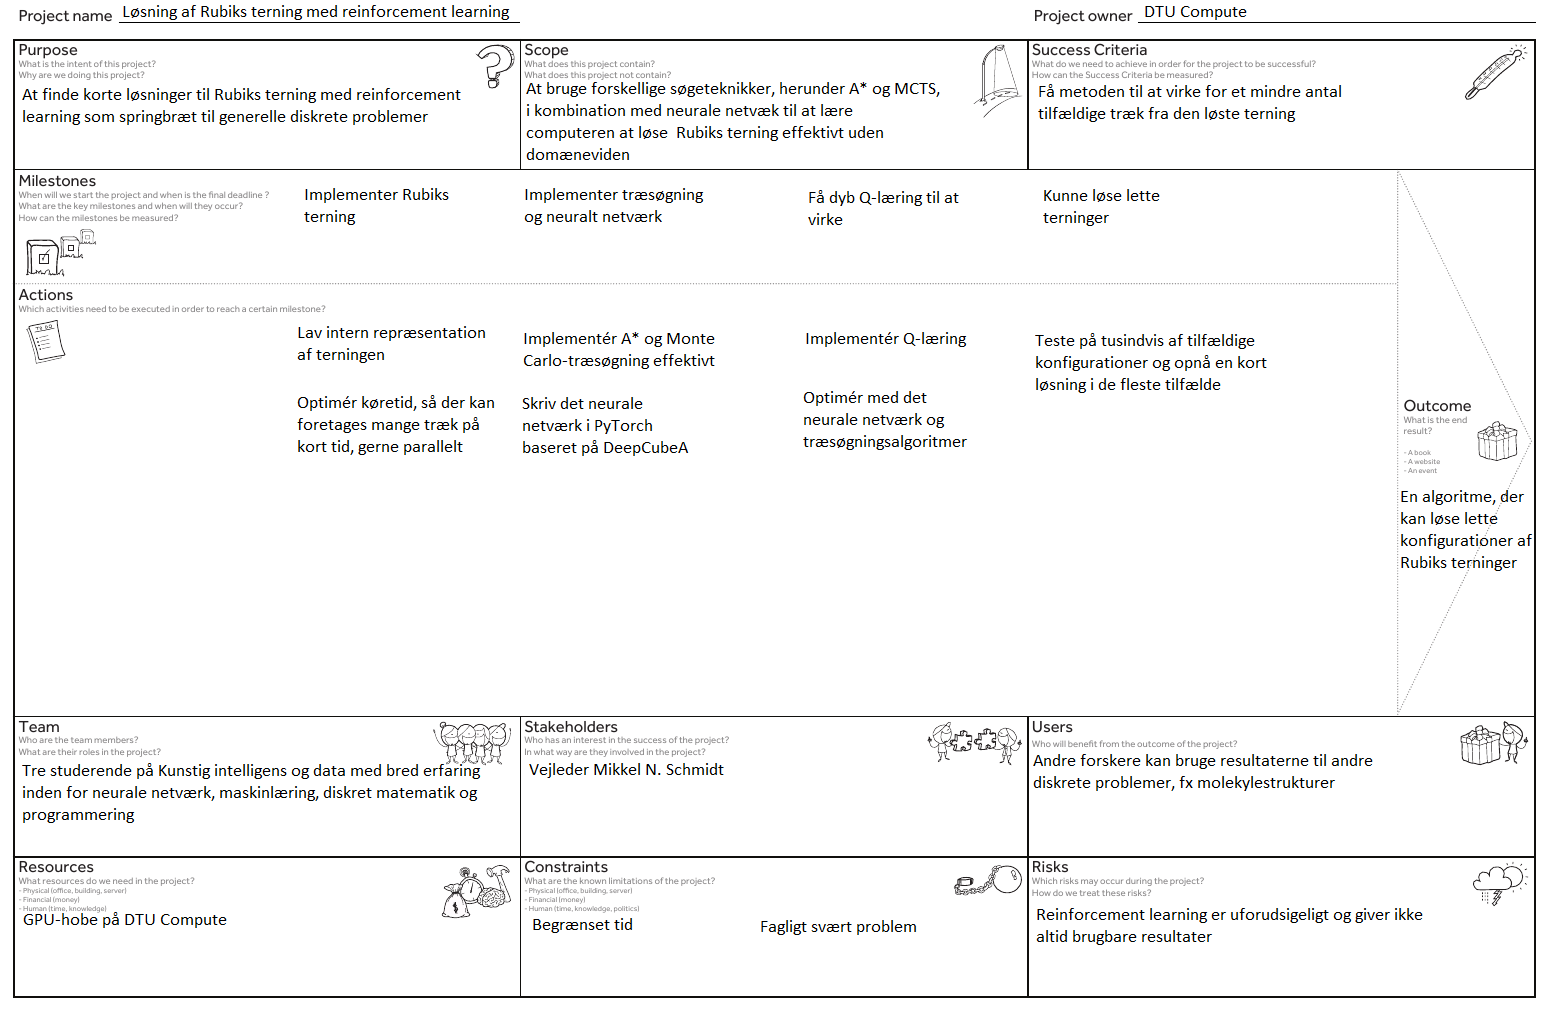 Project name Løsning af Rubiks terning med reinforcement learning
Project owner DTU Compute
Purpose
What is the intent of this project?
Why are we doing this project?
At finde korte løsninger til Rubiks terning med reinforcement
learning som springbræt til generelle diskrete problemer
Scope
What does this project contain?
What does this project not contain?
At bruge forskellige søgeteknikker, herunder A* og MCTS,
i kombination med neurale netvæk til at lære
computeren at løse Rubiks terning effektivt uden
domæneviden
Success Criteria
What do we need to achieve in order for the project to be successful?
How can the Success Criteria be measured?
Få metoden til at virke for et mindre antal
tilfældige træk fra den løste terning
Milestones
When will we start the project and when is the final deadline ?
What are the key milestones and when will they occur?
How can the milestones be measured?
Implementer Rubiks
terning
Implementer træsøgning
og neuralt netværk
Få dyb Q-læring til at
virke
Kunne løse lette
terninger
Actions
Which activities need to be executed in order to reach a certain milestone?
TO DO
Lav intern repræsentation
af terningen
Optimér køretid, så der kan
foretages mange træk på
kort tid, gerne parallelt
Implementér A* og Monte
Carlo-træsøgning effektivt
Skriv det neurale
netværk i PyTorch
baseret på DeepCubeA
Implementér Q-læring
Optimér med det
neurale netværk og
træsøgningsalgoritmer
Teste på tusindvis af tilfældige
konfigurationer og opnå en kort
løsning i de fleste tilfælde
Outcome
What is the end
result?
- A book
- A website
- An event
En algoritme, der
kan løse lette
konfigurationer af
Rubiks terninger
Team
Who are the team members?
What are their roles in the project?
Tre studerende på Kunstig intelligens og data med bred erfaring
inden for neurale netværk, maskinlæring, diskret matematik og
programmering
Stakeholders
Who has an interest in the success of the project?
In what way are they involved in the project?
Vejleder Mikkel N. Schmidt
Users
Who will benefit from the outcome of the project?
Andre forskere kan bruge resultaterne til andre
diskrete problemer, fx molekylestrukturer
Resources
What resources do we need in the project?
- Physical (office, building, server)
- Financial (money)
- Human (time, knowledge)
GPU-hobe på DTU Compute
Constraints
What are the known limitations of the project?
- Physical (office, building, server)
- Financial (money)
- Human (time, knowledge, politics)
Begrænset tid
Fagligt svært problem
Risks
Which risks may occur during the project?
How do we treat these risks?
Reinforcement learning er uforudsigeligt og giver ikke
altid brugbare resultater